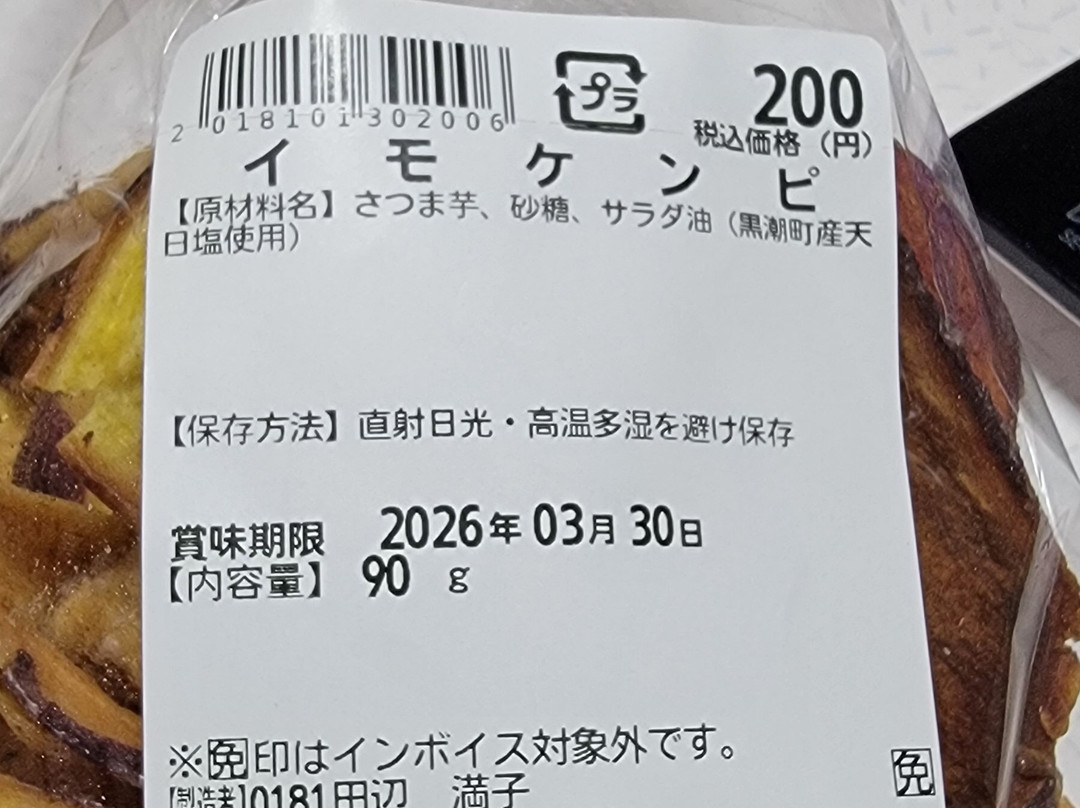 2 018101 302006
プラ
200
税込価格（円）
イモケンピ
【原材料名】さつま芋、砂糖、サラダ油（黒潮町産天
日塩使用）
【保存方法】直射日光・高温多湿を避け保存
賞味期限 2026年 03月 30日
【内容量】 90 g
※免印はインボイス対象外です。
免
【製造者】0181田辺 満子